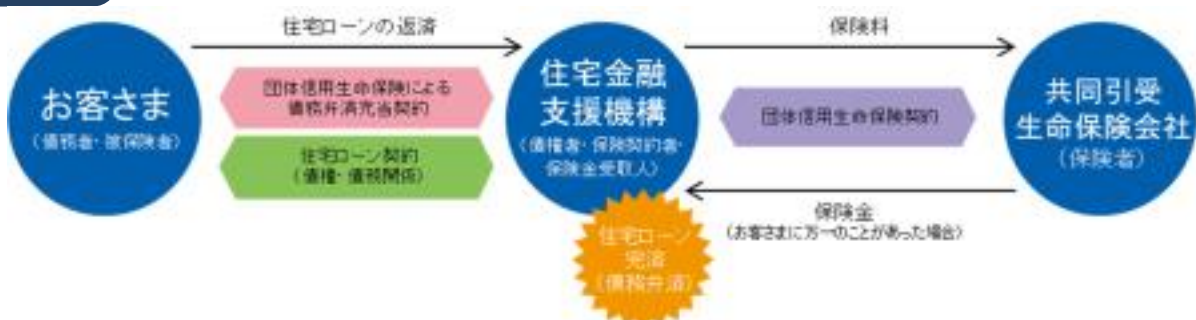 お客さま
(債務者・被保険者)
住宅ローンの返済
団体信用生命保険による
債務弁済充当契約
住宅ローン契約
(債権・債務関係)
住宅金融
支援機構
(債権者・保険契約者・
保険金受取人)
住宅ローン
完済
(債務弁済)
保険料
団体信用生命保険契約
保険金
(お客さまに万一のことがあった場合)
共同引受
生命保険会社
(保険者)